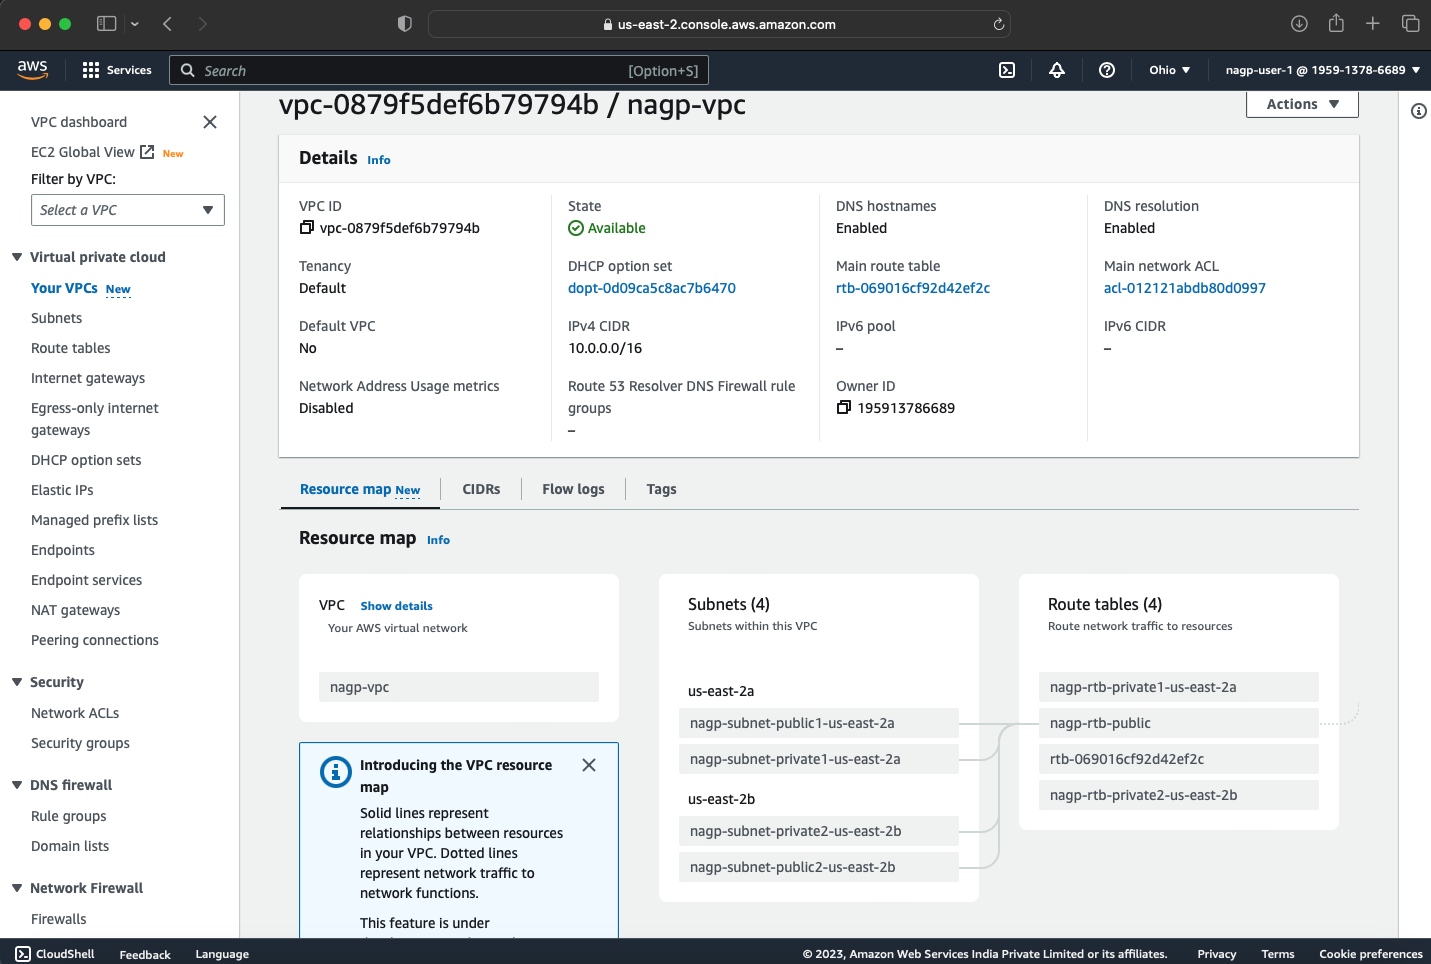 us-east-2.console.aws.amazon.com
aws
Services
Search
[Option+S]
Ohio
nagp-user-1 @ 1959-1378-6689
VPC dashboard
EC2 Global View New
Filter by VPC:
Select a VPC
Virtual private cloud
Your VPCs New
Subnets
Route tables
Internet gateways
Egress-only internet
gateways
DHCP option sets
Elastic IPs
Managed prefix lists
Endpoints
Endpoint services
NAT gateways
Peering connections
Security
Network ACLs
Security groups
DNS firewall
Rule groups
Domain lists
Network Firewall
Firewalls
vpc-0879f5def6b79794b / nagp-vpc
Actions
Details Info
VPC ID
vpc-0879f5def6b79794b
State
Available
DNS hostnames
Enabled
DNS resolution
Enabled
Tenancy
Default
DHCP option set
dopt-0d09ca5c8ac7b6470
Main route table
rtb-069016cf92d42ef2c
Main network ACL
acl-012121abdb80d0997
Default VPC
No
IPv4 CIDR
10.0.0.0/16
IPv6 pool
–
IPv6 CIDR
–
Network Address Usage metrics
Disabled
Route 53 Resolver DNS Firewall rule
groups
–
Owner ID
195913786689
Resource map New
CIDRs
Flow logs
Tags
Resource map Info
VPC Show details
Your AWS virtual network
nagp-vpc
Introducing the VPC resource
map
Solid lines represent
relationships between resources
in your VPC. Dotted lines
represent network traffic to
network functions.
This feature is under
Subnets (4)
Subnets within this VPC
us-east-2a
nagp-subnet-public1-us-east-2a
nagp-subnet-private1-us-east-2a
us-east-2b
nagp-subnet-private2-us-east-2b
nagp-subnet-public2-us-east-2b
Route tables (4)
Route network traffic to resources
nagp-rtb-private1-us-east-2a
nagp-rtb-public
rtb-069016cf92d42ef2c
nagp-rtb-private2-us-east-2b
CloudShell
Feedback
Language
© 2023, Amazon Web Services India Private Limited or its affiliates.
Privacy
Terms
Cookie preferences